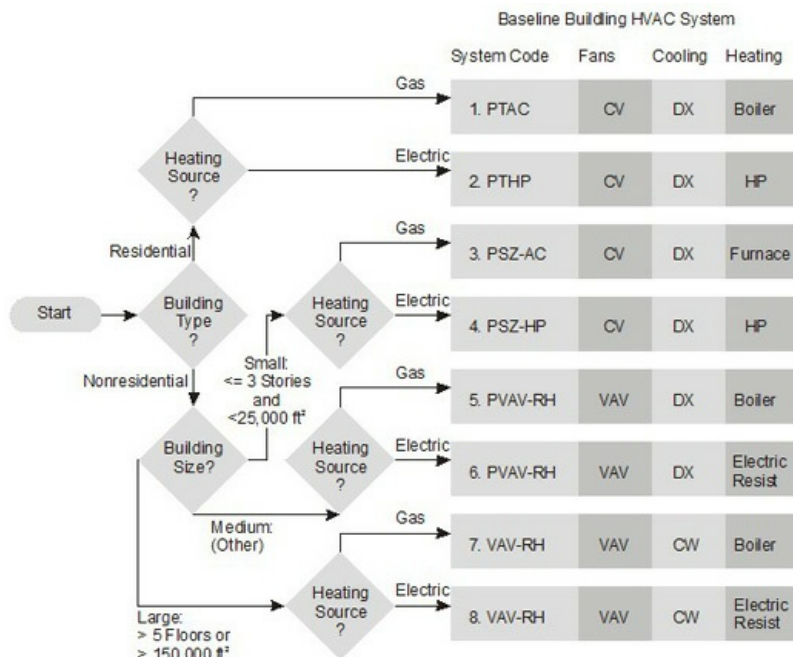 Baseline Building HVAC System
System Code Fans Cooling Heating
Gas
1. PTAC CV DX Boiler
Heating
Source
?
Electric
2. PTHP CV DX HP
Residential
Gas
3. PSZ-AC CV DX Furnace
Start
Building
Type
?
Heating
Source
?
Electric
4. PSZ-HP CV DX HP
Nonresidential
Small:
<= 3 Stories
and
<25,000 ft²
Gas
5. PVAV-RH VAV DX Boiler
Building
Size?
Heating
Source
?
Electric
6. PVAV-RH VAV DX Electric
Resist
Medium:
(Other)
Gas
7. VAV-RH VAV CW Boiler
Heating
Source
?
Electric
8. VAV-RH VAV CW Electric
Resist
Large:
> 5 Floors or
> 150,000 ft²